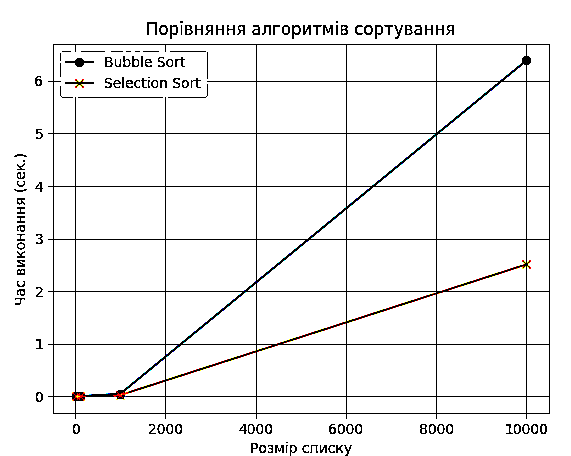 Порівняння алгоритмів сортування
Bubble Sort
Selection Sort
Час виконання (сек.)
6
5
4
3
2
1
0
0 2000 4000 6000 8000 10000
Розмір списку